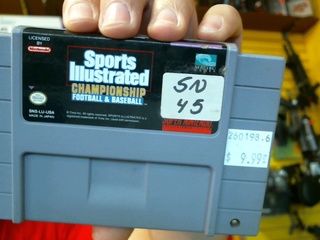 LICENSED
BY
Nintendo
Sports
Illustrated
CHAMPIONSHIP
FOOTBALL & BASEBALL
SN
45
SNS-LU-USA
MADE IN JAPAN
260198.6
$ 9.99